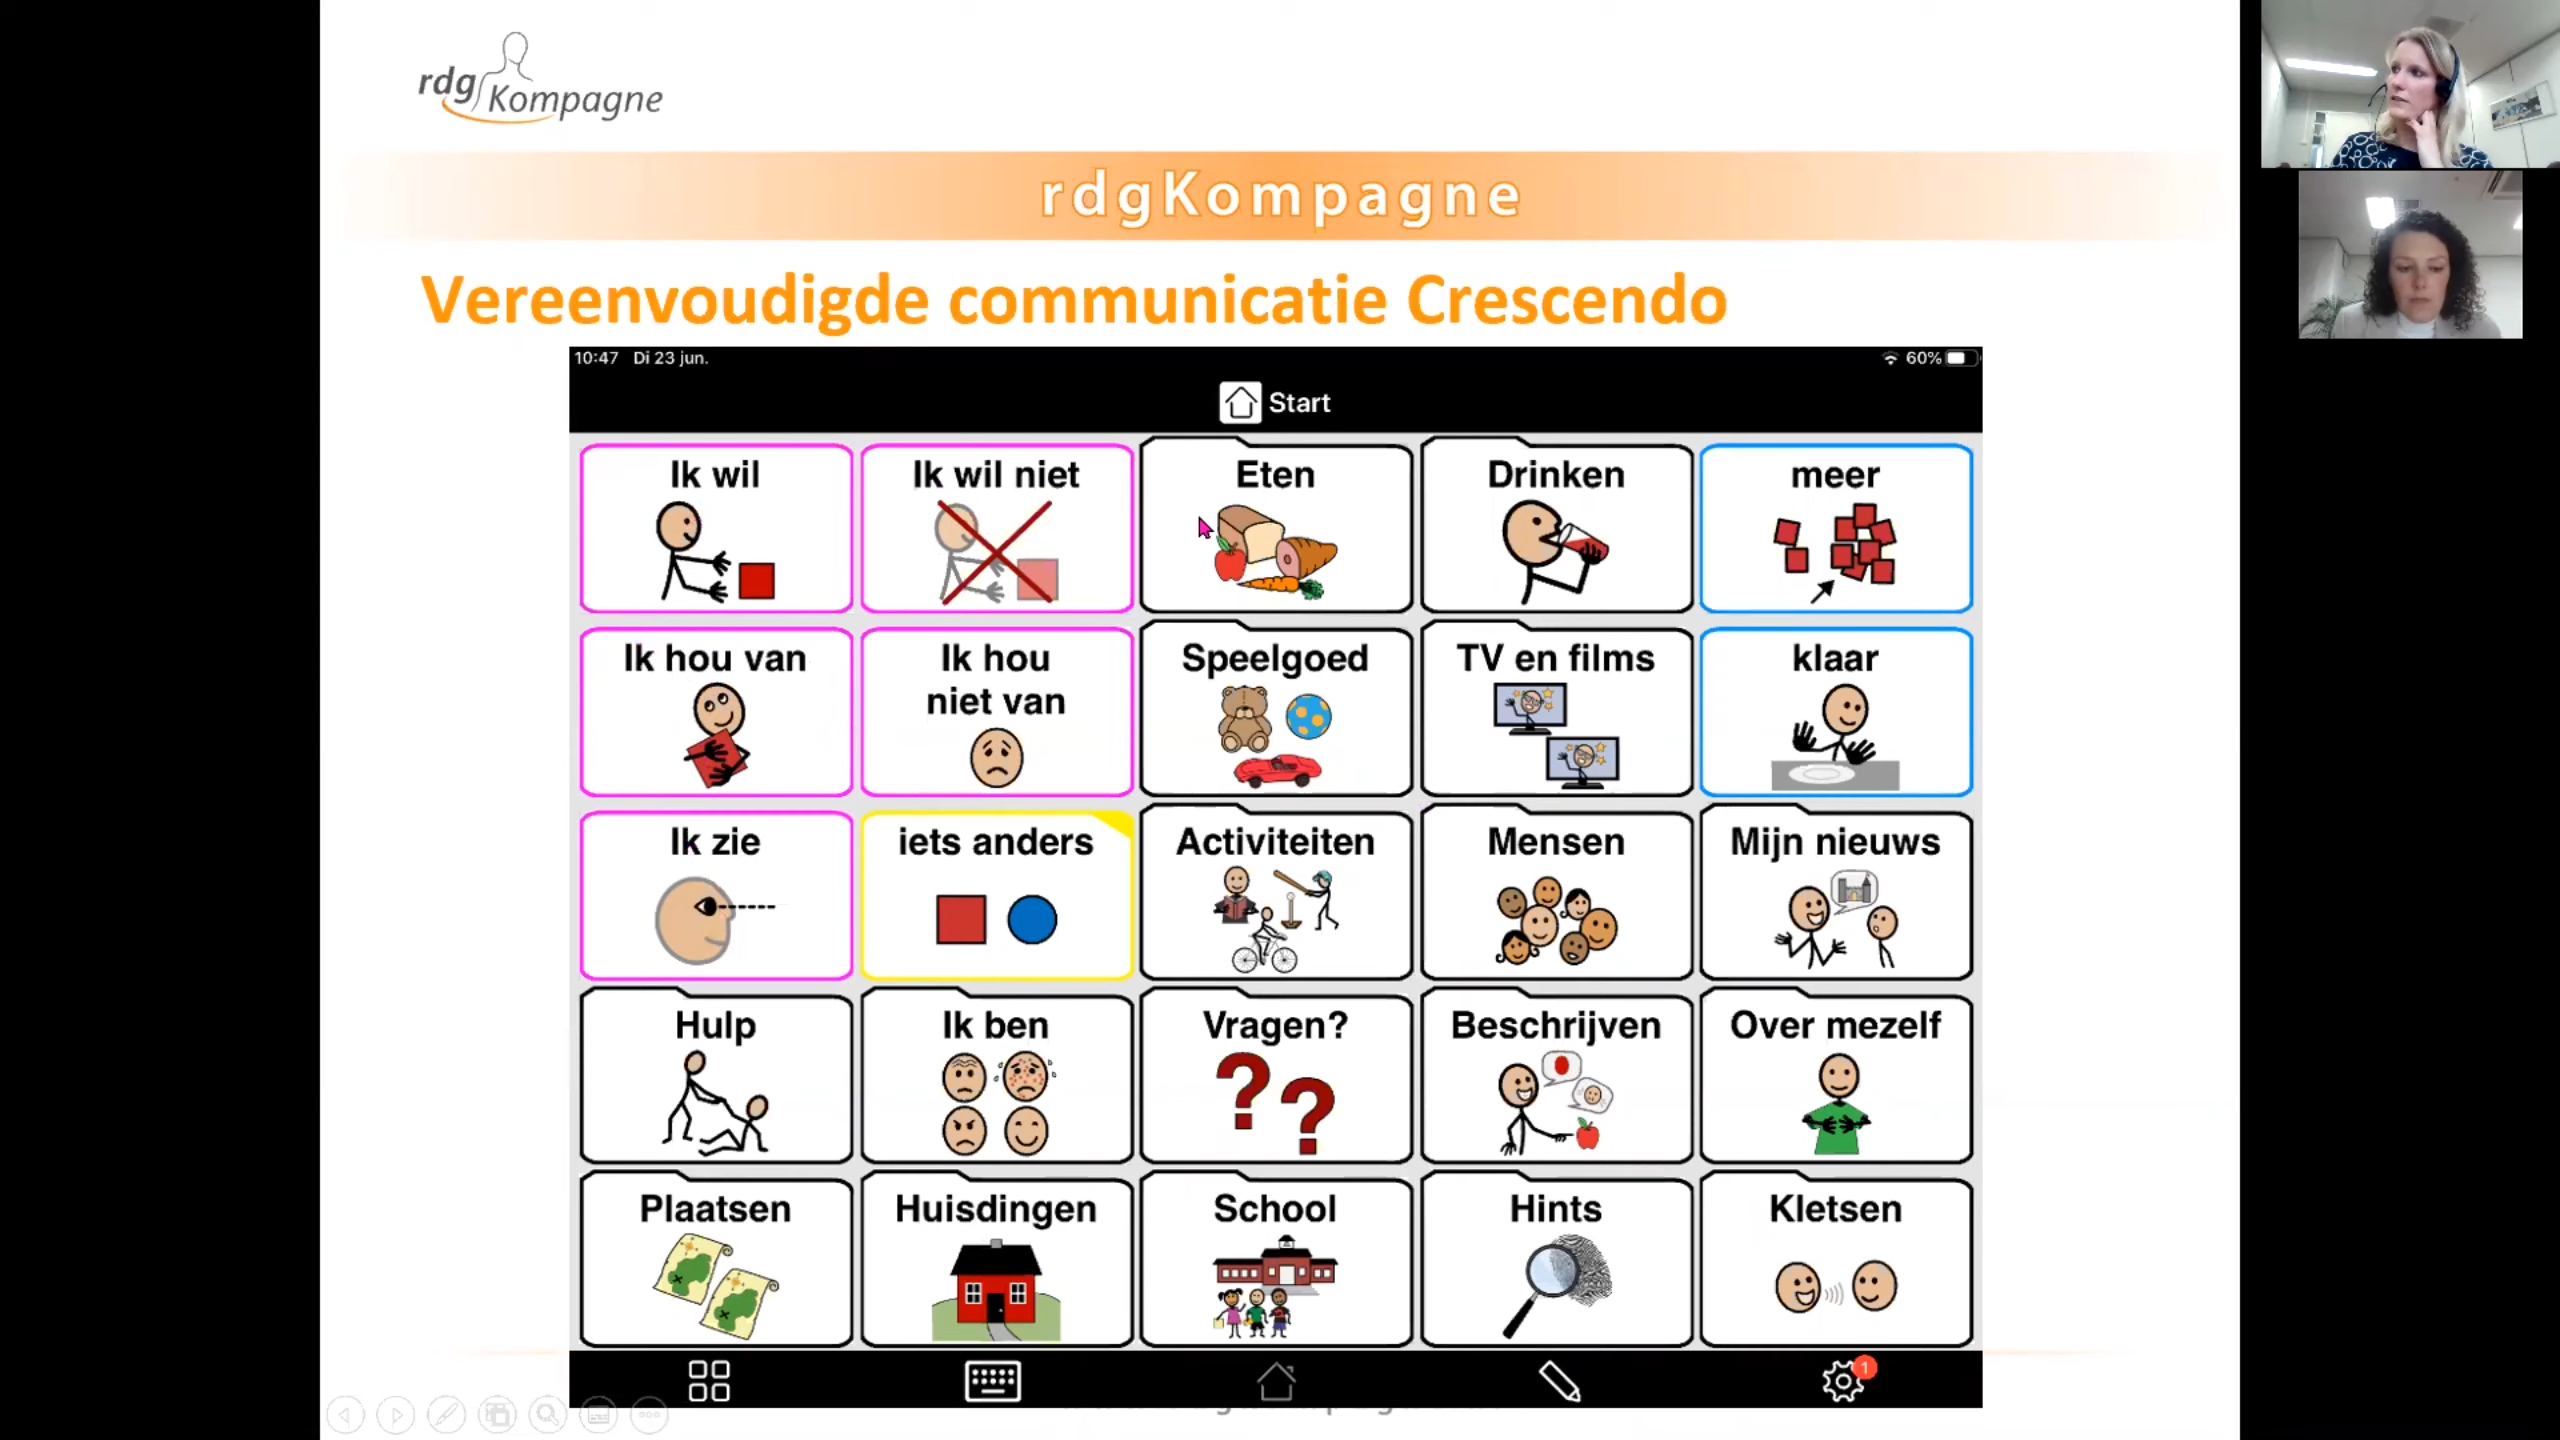 rdg Kompagne
rdgKompagne
Vereenvoudigde communicatie Crescendo
10:47 Di 23 jun. 60%
Start
Ik wil
Ik wil niet
Eten
Drinken
meer
Ik hou van
Ik hou
niet van
Speelgoed
TV en films
klaar
Ik zie
iets anders
Activiteiten
Mensen
Mijn nieuws
Hulp
Ik ben
Vragen?
Beschrijven
Over mezelf
Plaatsen
Huisdingen
School
Hints
Kletsen
1